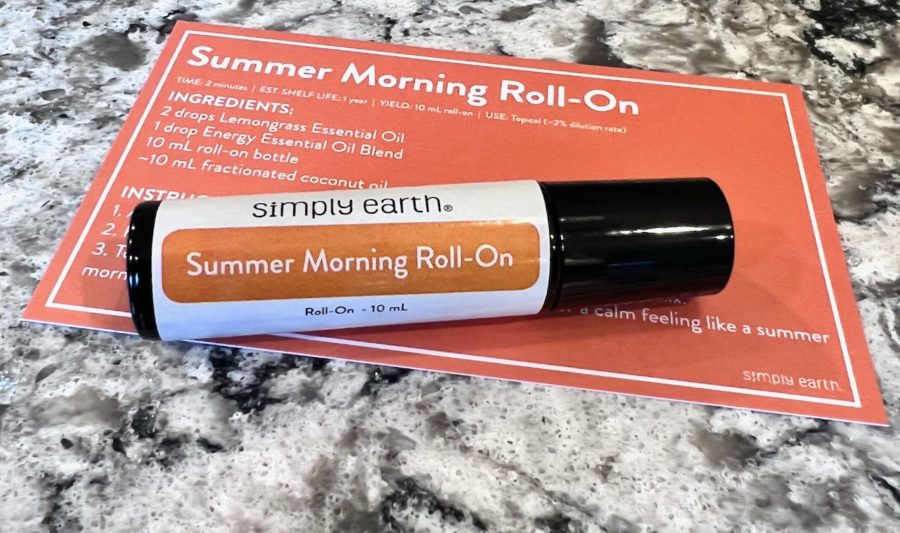 Summer Morning Roll-On
TIME: 2 minutes | EST. SHELF LIFE: 1 year | YIELD: 10 mL roll-on | USE: Topical (~2% dilution rate)
INGREDIENTS:
2 drops Lemongrass Essential Oil
1 drop Energy Essential Oil Blend
10 mL roll-on bottle
~10 mL fractionated coconut oil
1.
2.
3.
a calm feeling like a summer
simply earth.
simply earth®
Summer Morning Roll-On
Roll-On - 10 mL